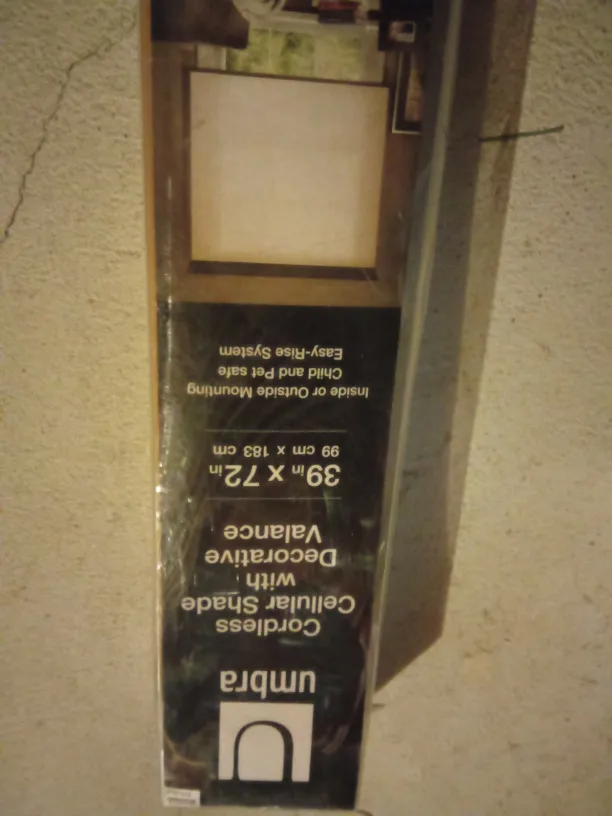 umbra
Cordless
Cellular Shade
with
Decorative
Valance
39in x 72in
99 cm x 183 cm
Inside or Outside Mounting
Child and Pet safe
Easy-Rise System